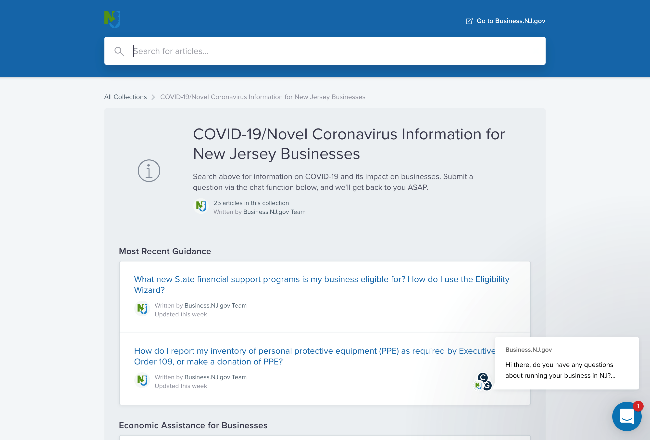 NJ
Go to Business.NJ.gov
Search for articles...
All Collections > COVID-19/Novel Coronavirus Information for New Jersey Businesses
COVID-19/Novel Coronavirus Information for
New Jersey Businesses
Search above for information on COVID-19 and its impact on businesses. Submit a
question via the chat function below, and we'll get back to you ASAP.
NJ
23 articles in this collection
Written by Business.NJ.gov Team
Most Recent Guidance
What new State financial support programs is my business eligible for? How do I use the Eligibility
Wizard?
NJ
Written by Business.NJ.gov Team
Updated this week
How do I report my inventory of personal protective equipment (PPE) as required by Executive
Order 109, or make a donation of PPE?
NJ
Written by Business.NJ.gov Team
Updated this week
Business.NJ.gov
Hi there, do you have any questions
about running your business in NJ?...
1
Economic Assistance for Businesses